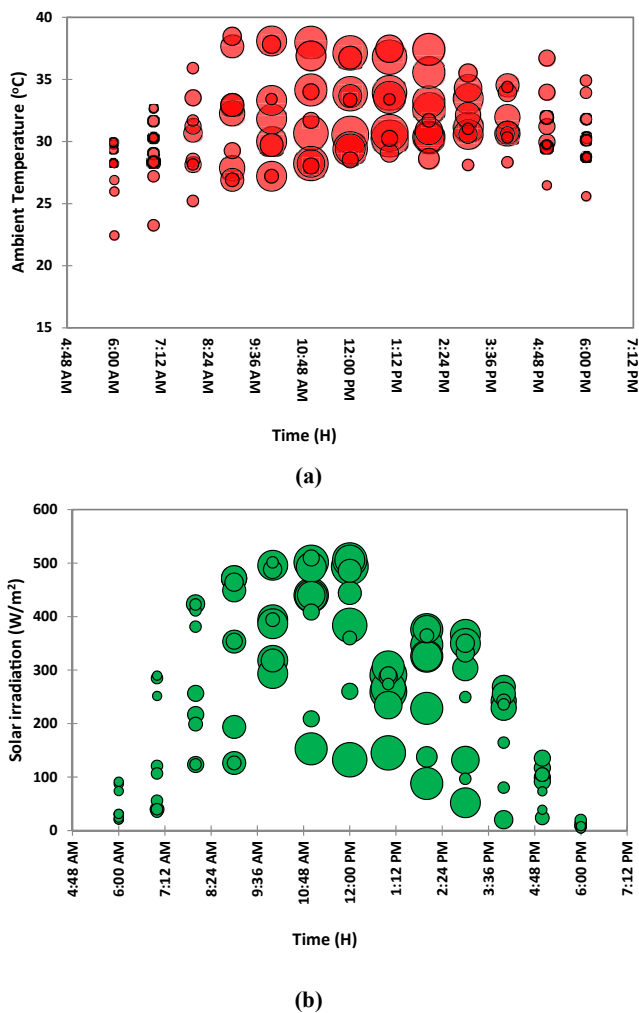 40
35
30
25
20
15
Ambient Temperature (°C)
4:48 AM
6:00 AM
7:12 AM
8:24 AM
9:36 AM
10:48 AM
12:00 PM
1:12 PM
2:24 PM
3:36 PM
4:48 PM
6:00 PM
7:12 PM
Time (H)
(a)
600
500
400
300
200
100
0
Solar irradiation (W/m²)
4:48 AM
6:00 AM
7:12 AM
8:24 AM
9:36 AM
10:48 AM
12:00 PM
1:12 PM
2:24 PM
3:36 PM
4:48 PM
6:00 PM
7:12 PM
Time (H)
(b)